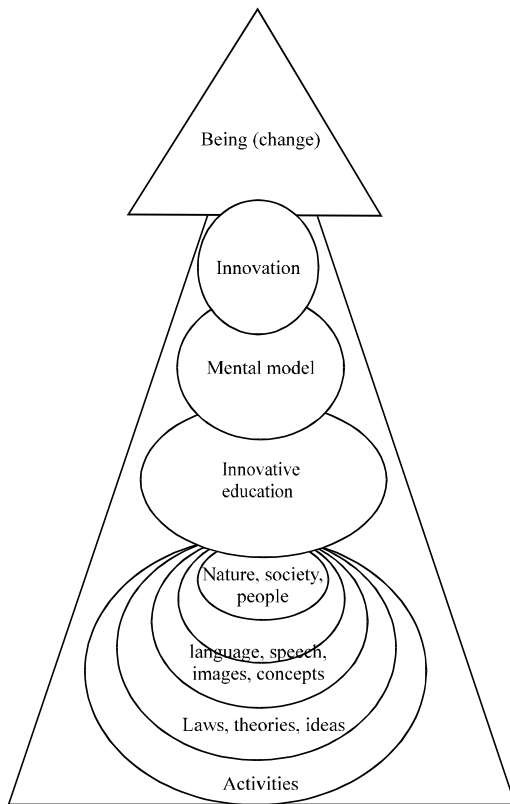 Being (change)
Innovation
Mental model
Innovative
education
Nature, society,
people
language, speech,
images, concepts
Laws, theories, ideas
Activities